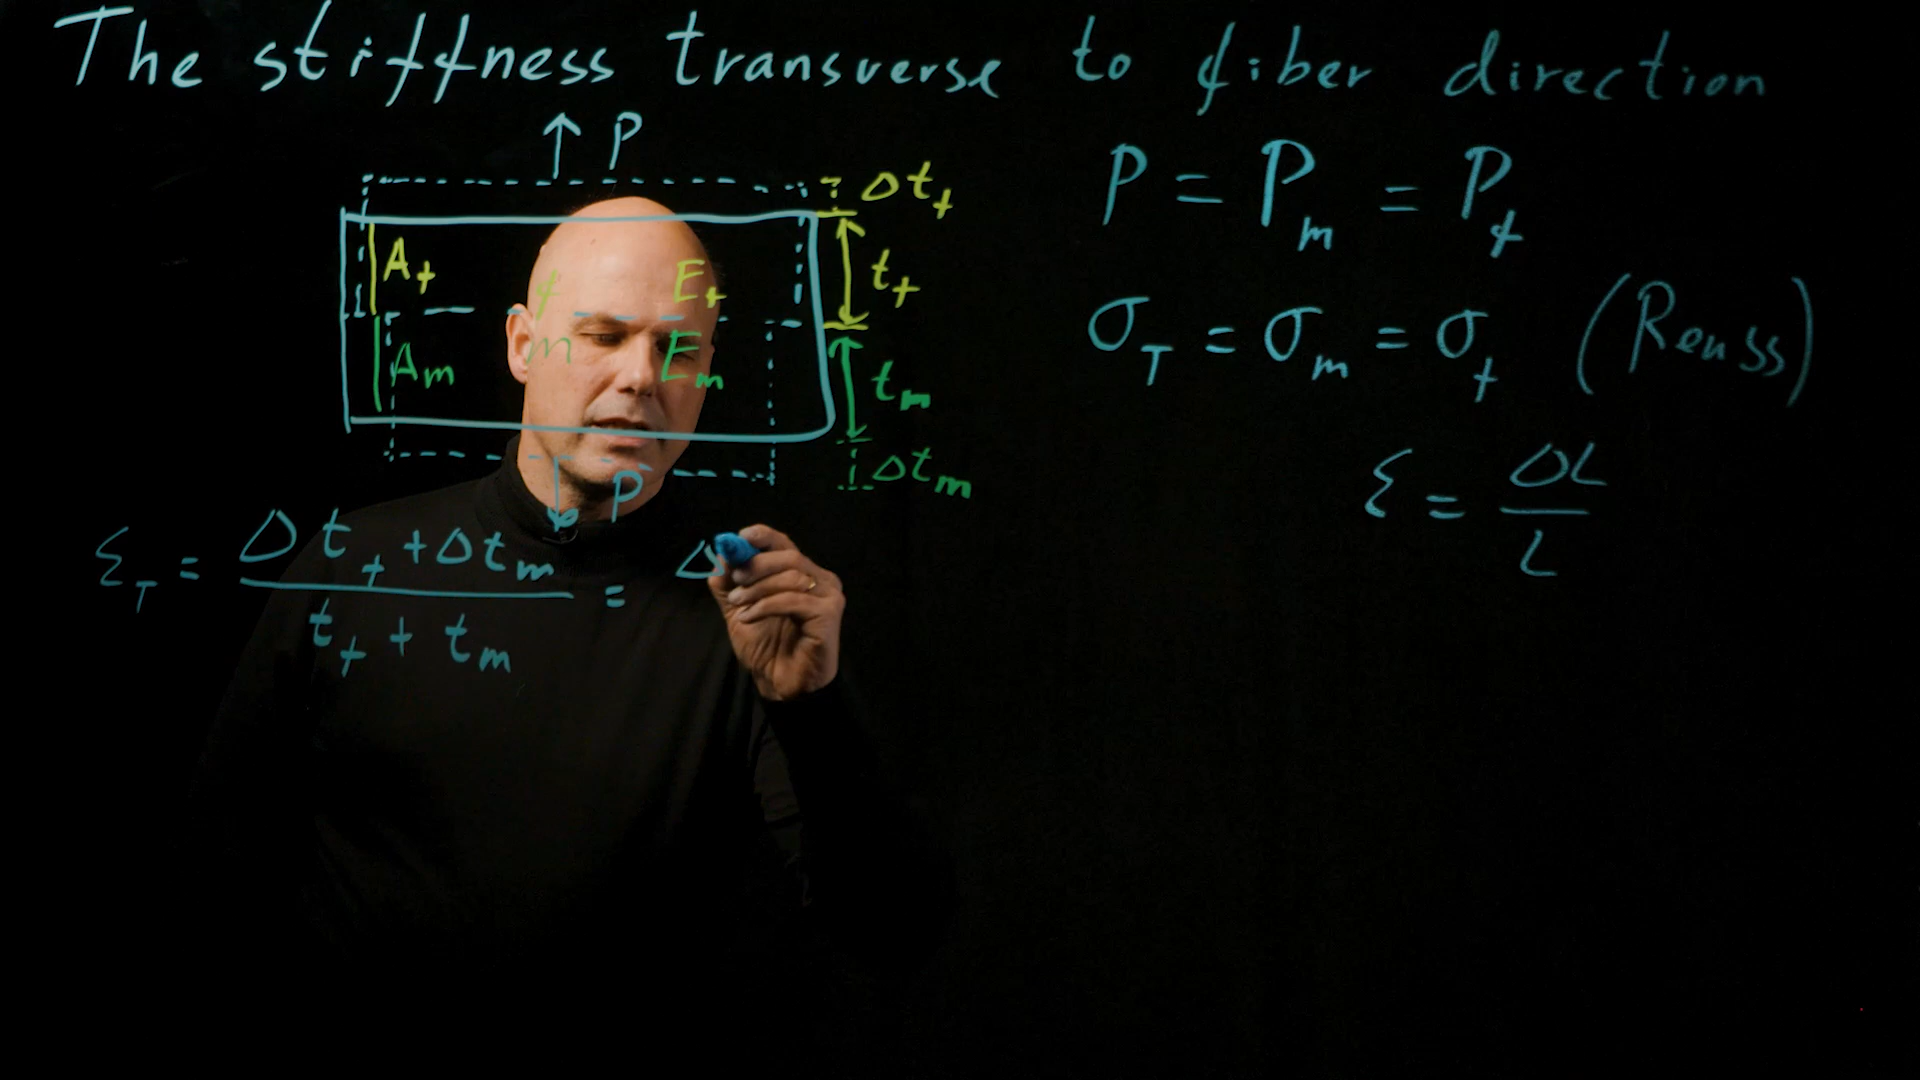 The stiffness transverse to fiber direction
↑ P
Δt_f
P = P_m = P_f
A_f f E_f t_f
σ_T = σ_m = σ_f (Reuss)
A_m m E_m t_m
Δt_m
↓ P
ε = ΔL / L
ε_T = (Δt_f + Δt_m) / (t_f + t_m) = Δ